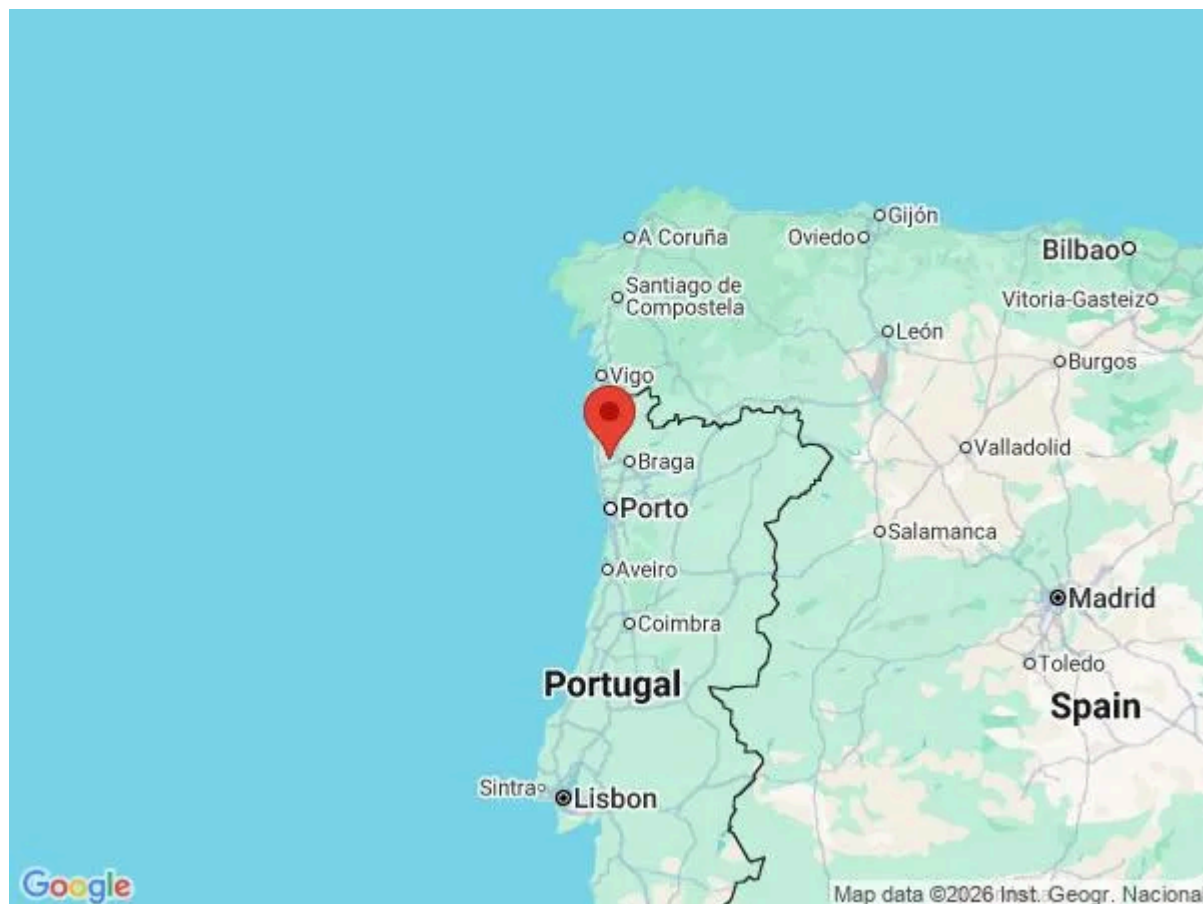 Gijón
A Coruña
Oviedo
Bilbao
Santiago de
Compostela
Vitoria-Gasteiz
León
Burgos
Vigo
Valladolid
Braga
Porto
Salamanca
Aveiro
Madrid
Coimbra
Toledo
Portugal
Spain
Sintra
Lisbon
Google
Map data ©2026 Inst. Geogr. Naciona